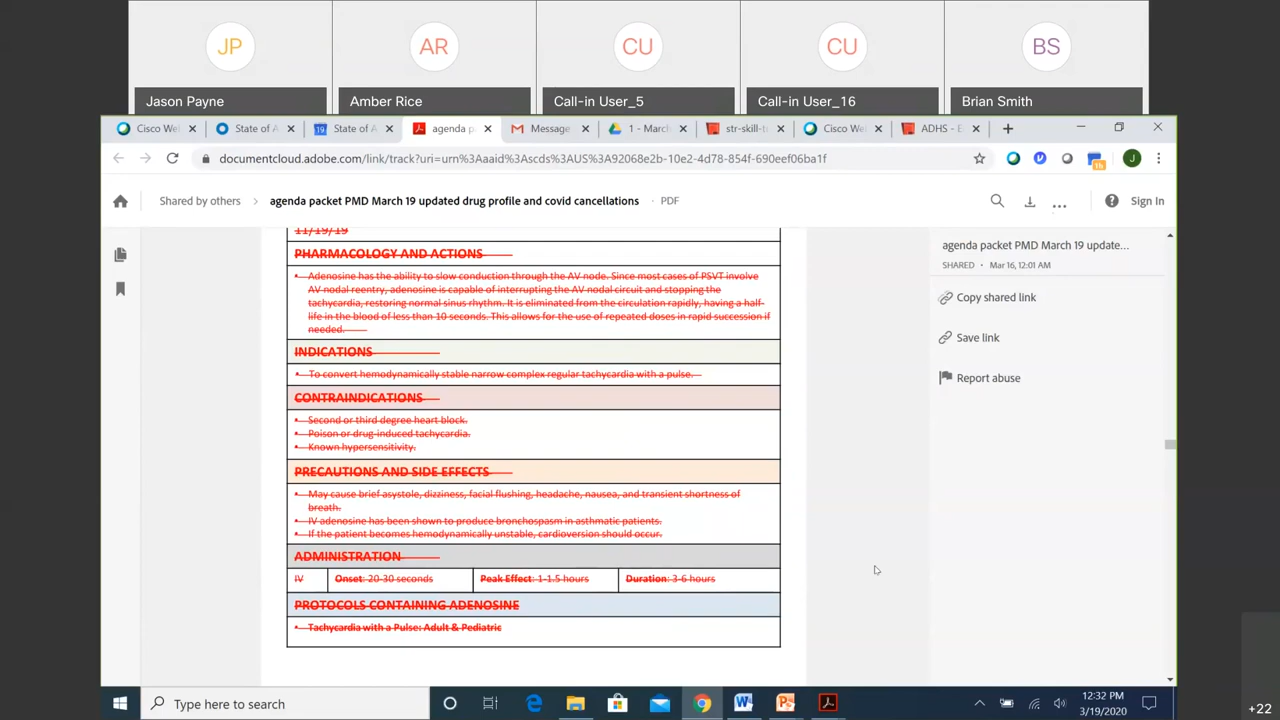 JP
AR
CU
CU
BS
Jason Payne
Amber Rice
Call-in User_5
Call-in User_16
Brian Smith
Cisco Wel
State of A
19
State of A
agenda p
Message
1 - March
str-skill-to
Cisco We
ADHS - E
documentcloud.adobe.com/link/track?uri=urn%3Aaaid%3Ascds%3AUS%3A92068e2b-10e2-4d78-854f-690eef06ba1f
J
Shared by others
agenda packet PMD March 19 updated drug profile and covid cancellations
PDF
Sign In
11/19/19
PHARMACOLOGY AND ACTIONS
• Adenosine has the ability to slow conduction through the AV node. Since most cases of PSVT involve
AV nodal reentry, adenosine is capable of interrupting the AV nodal circuit and stopping the
tachycardia, restoring normal sinus rhythm. It is eliminated from the circulation rapidly, having a half-
life in the blood of less than 10 seconds. This allows for the use of repeated doses in rapid succession if
needed.
INDICATIONS
• To convert hemodynamically stable narrow complex regular tachycardia with a pulse.
CONTRAINDICATIONS
• Second or third degree heart block.
• Poison or drug-induced tachycardia.
• Known hypersensitivity.
PRECAUTIONS AND SIDE EFFECTS
• May cause brief asystole, dizziness, facial flushing, headache, nausea, and transient shortness of
breath.
• IV adenosine has been shown to produce bronchospasm in asthmatic patients.
• If the patient becomes hemodynamically unstable, cardioversion should occur.
ADMINISTRATION
IV
Onset: 20-30 seconds
Peak Effect: 1-1.5 hours
Duration: 3-6 hours
PROTOCOLS CONTAINING ADENOSINE
• Tachycardia with a Pulse: Adult & Pediatric
agenda packet PMD March 19 update...
SHARED • Mar 16, 12:01 AM
Copy shared link
Save link
Report abuse
Type here to search
12:32 PM
3/19/2020
+22